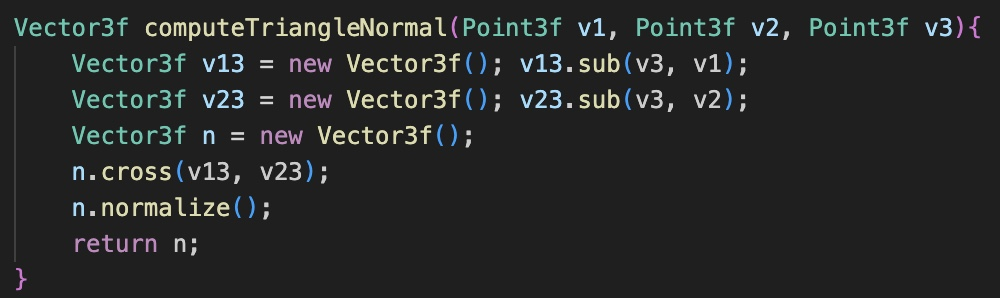 Vector3f computeTriangleNormal(Point3f v1, Point3f v2, Point3f v3){
    Vector3f v13 = new Vector3f(); v13.sub(v3, v1);
    Vector3f v23 = new Vector3f(); v23.sub(v3, v2);
    Vector3f n = new Vector3f();
    n.cross(v13, v23);
    n.normalize();
    return n;
}